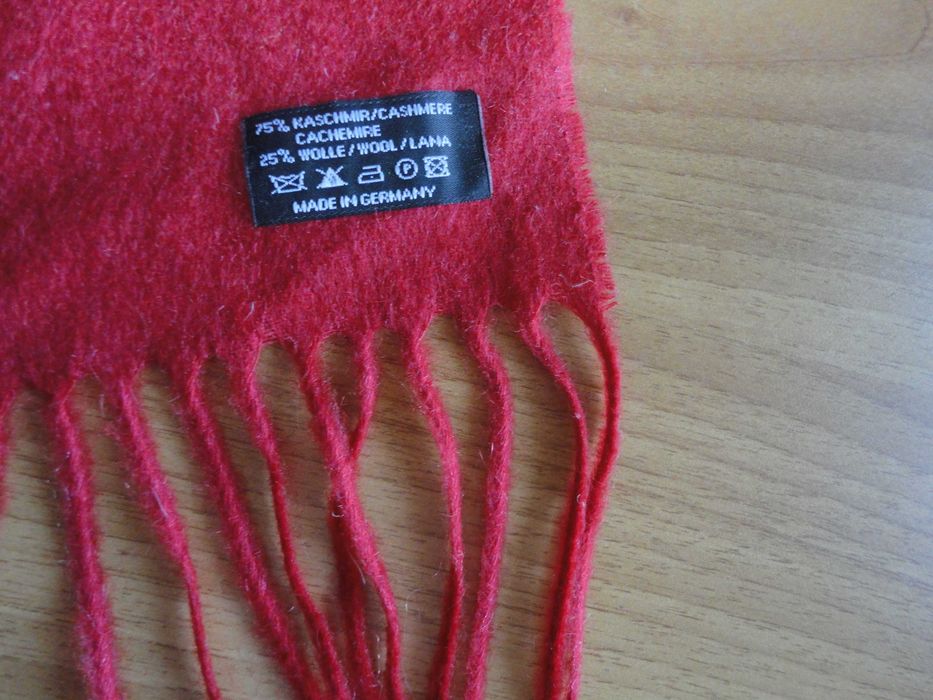 75% KASCHMIR/CASHMERE
CACHEMIRE
25% WOLLE/WOOL/LANA
P
MADE IN GERMANY